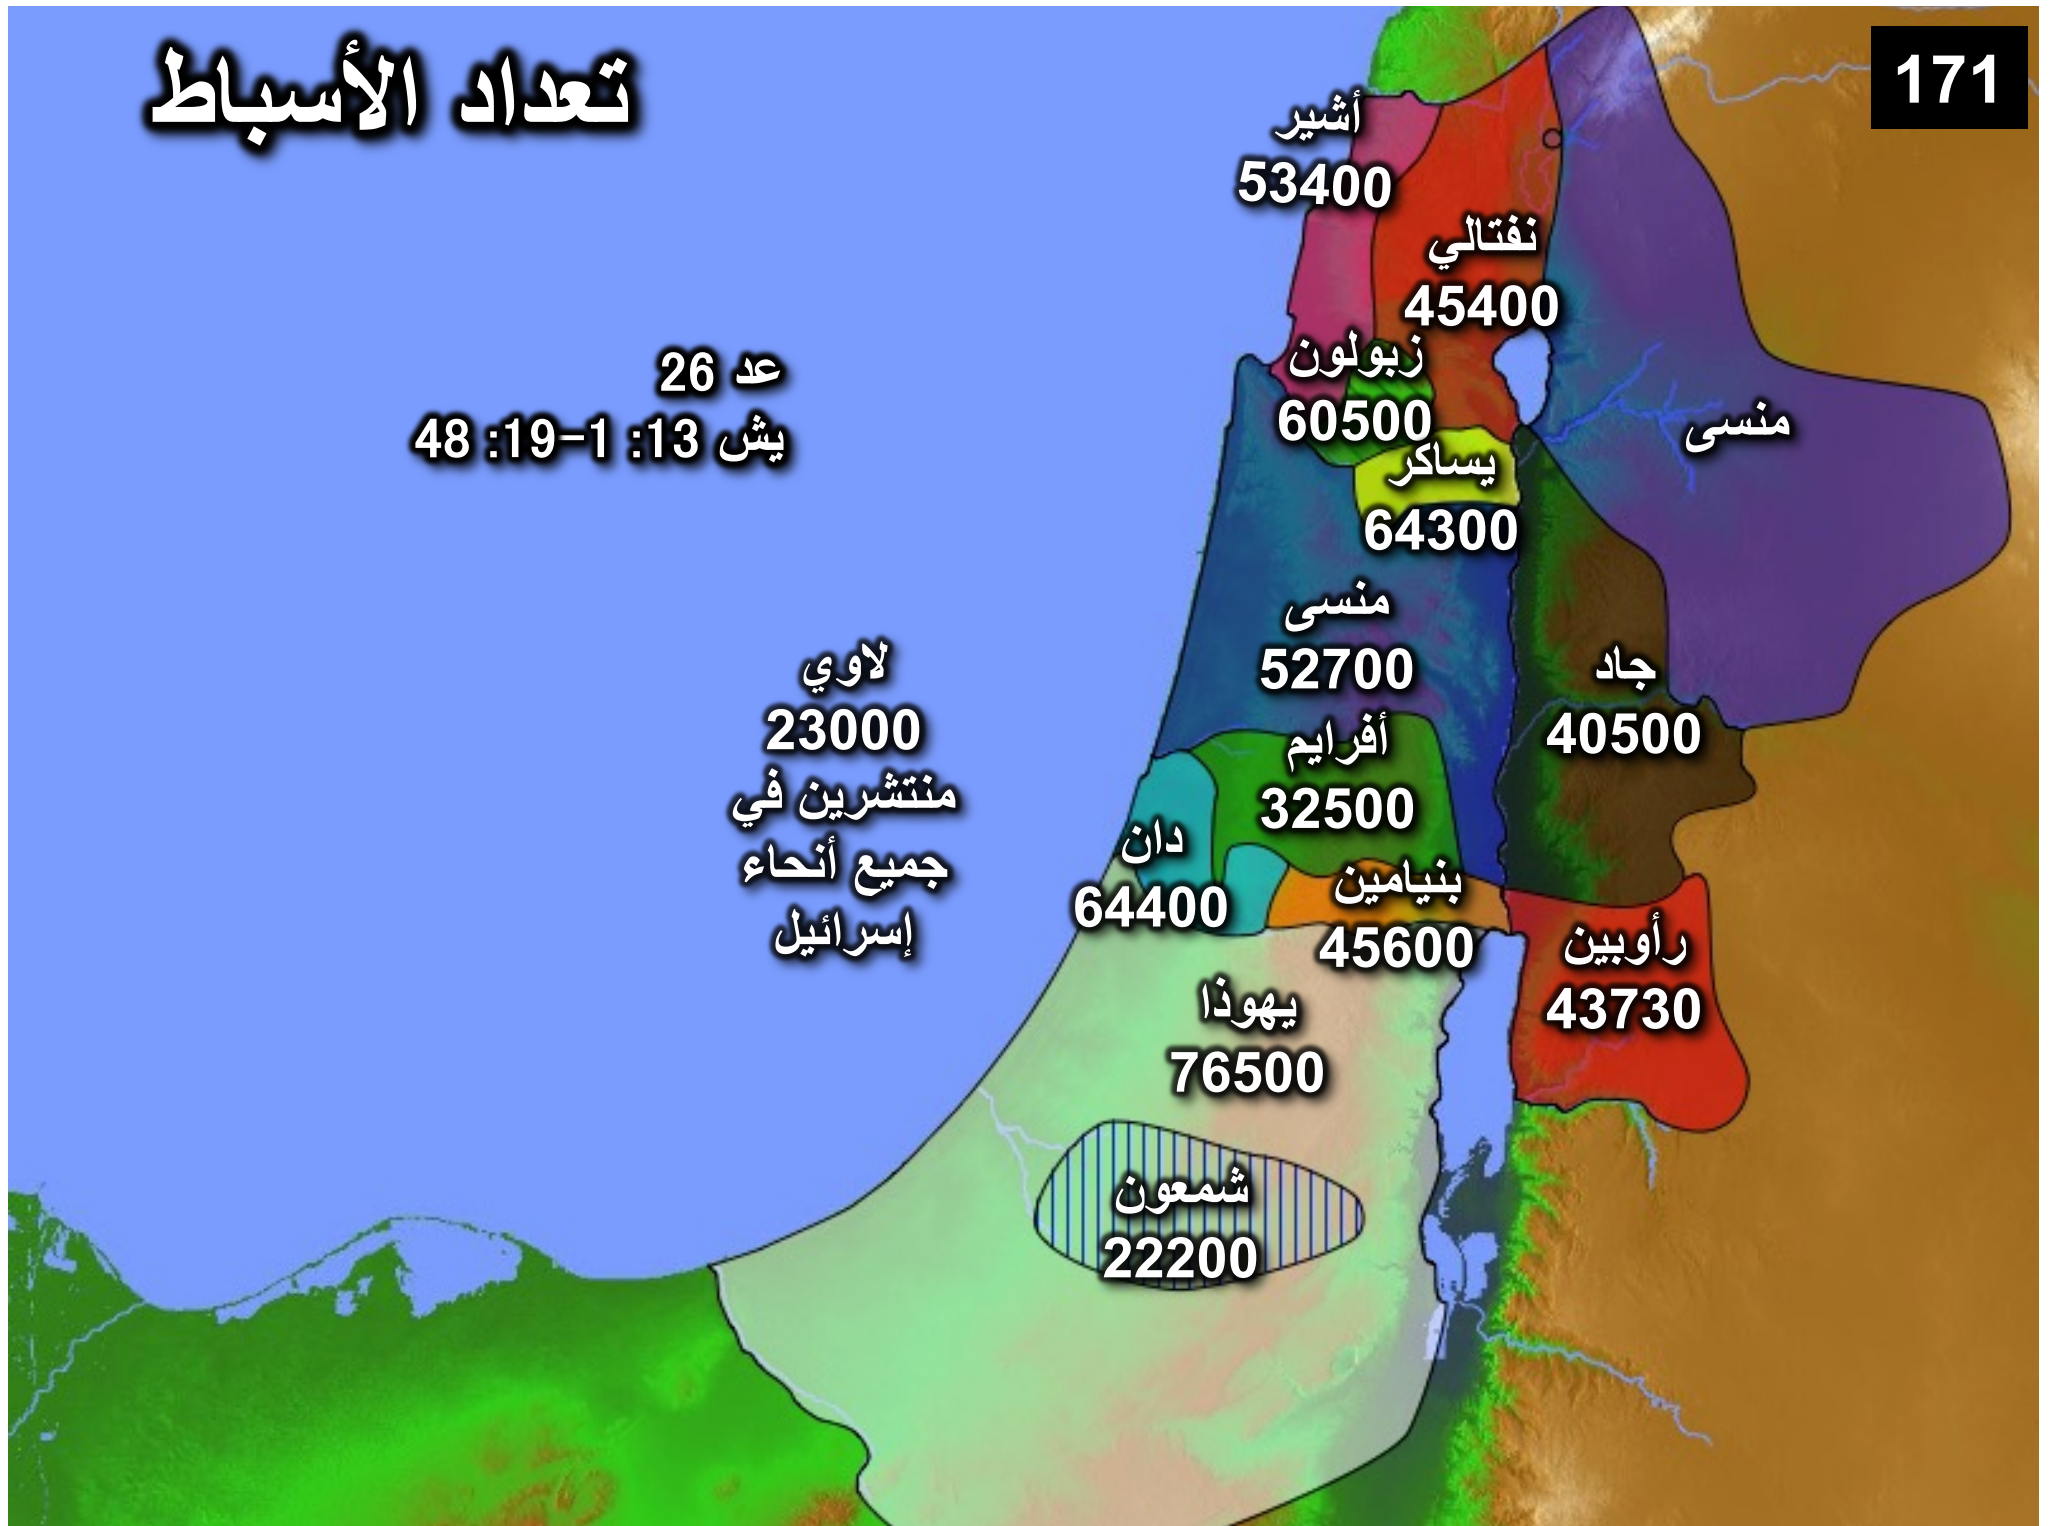 تعداد الأسباط
171
عد 26
يش 13: 1-19: 48
أشير
53400
نفتالي
45400
زبولون
60500
يساكر
64300
منسى
منسى
52700
جاد
40500
أفرايم
32500
دان
64400
بنيامين
45600
رأوبين
43730
يهوذا
76500
شمعون
22200
لاوي
23000
منتشرين في
جميع أنحاء
إسرائيل